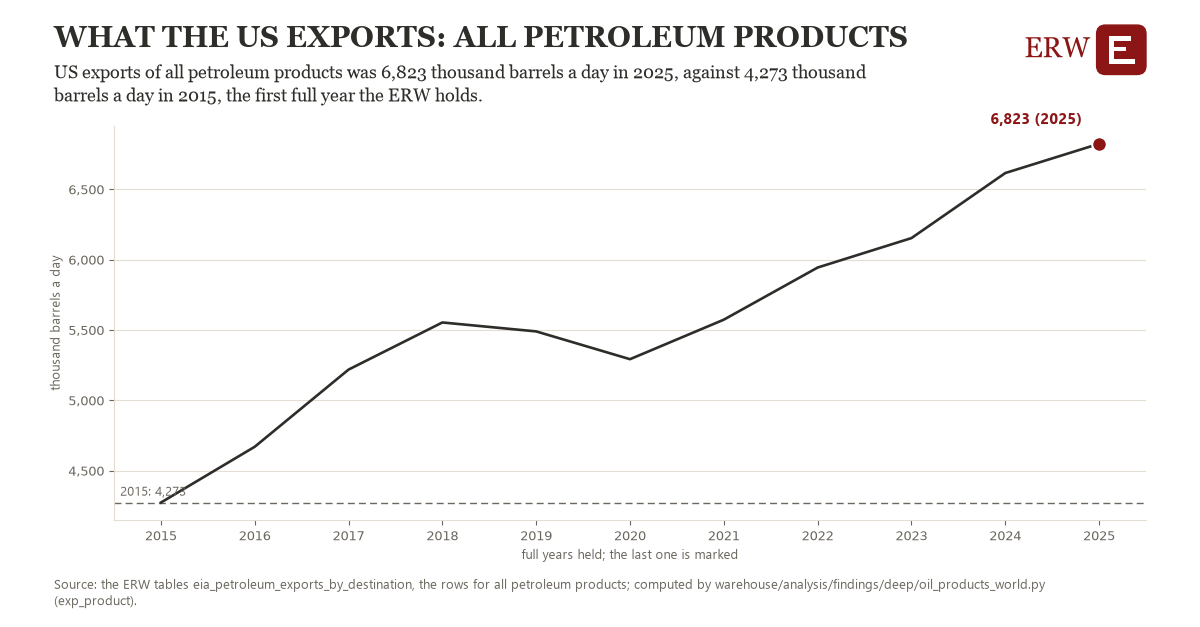 WHAT THE US EXPORTS: ALL PETROLEUM PRODUCTS
US exports of all petroleum products was 6,823 thousand barrels a day in 2025, against 4,273 thousand
barrels a day in 2015, the first full year the ERW holds.
ERW E
6,823 (2025)
6,500
6,000
5,500
5,000
4,500
thousand barrels a day
2015: 4,273
2015 2016 2017 2018 2019 2020 2021 2022 2023 2024 2025
full years held; the last one is marked
Source: the ERW tables eia_petroleum_exports_by_destination, the rows for all petroleum products; computed by warehouse/analysis/findings/deep/oil_products_world.py
(exp_product).